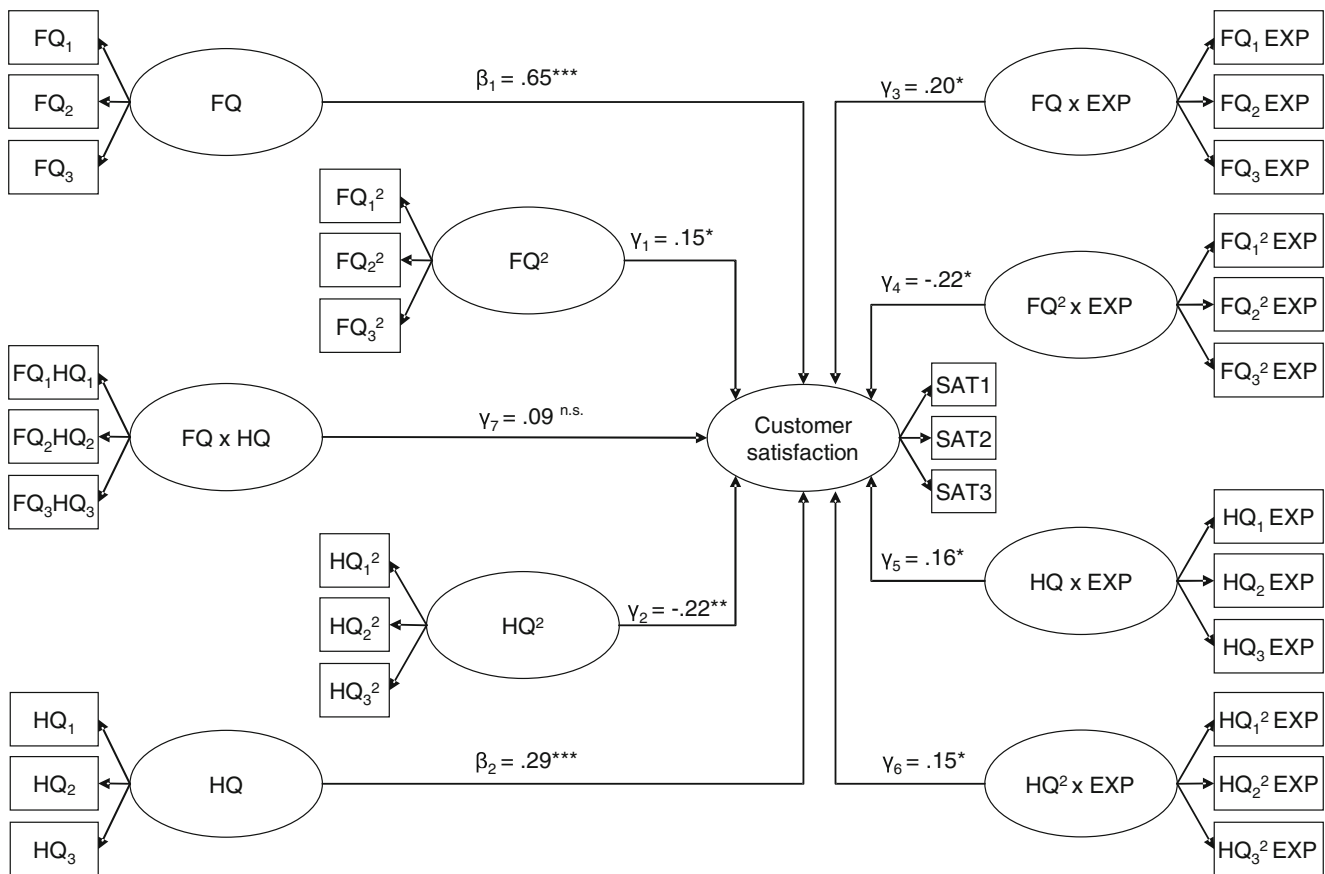 FQ₁
FQ₂
FQ₃
FQ
β₁ = .65***
FQ₁²
FQ₂²
FQ₃²
FQ²
γ₁ = .15*
FQ₁HQ₁
FQ₂HQ₂
FQ₃HQ₃
FQ x HQ
γ₇ = .09 n.s.
HQ₁²
HQ₂²
HQ₃²
HQ²
γ₂ = -.22**
HQ₁
HQ₂
HQ₃
HQ
β₂ = .29***
Customer
satisfaction
SAT1
SAT2
SAT3
γ₃ = .20*
FQ x EXP
FQ₁ EXP
FQ₂ EXP
FQ₃ EXP
γ₄ = -.22*
FQ² x EXP
FQ₁² EXP
FQ₂² EXP
FQ₃² EXP
γ₅ = .16*
HQ x EXP
HQ₁ EXP
HQ₂ EXP
HQ₃ EXP
γ₆ = .15*
HQ² x EXP
HQ₁² EXP
HQ₂² EXP
HQ₃² EXP